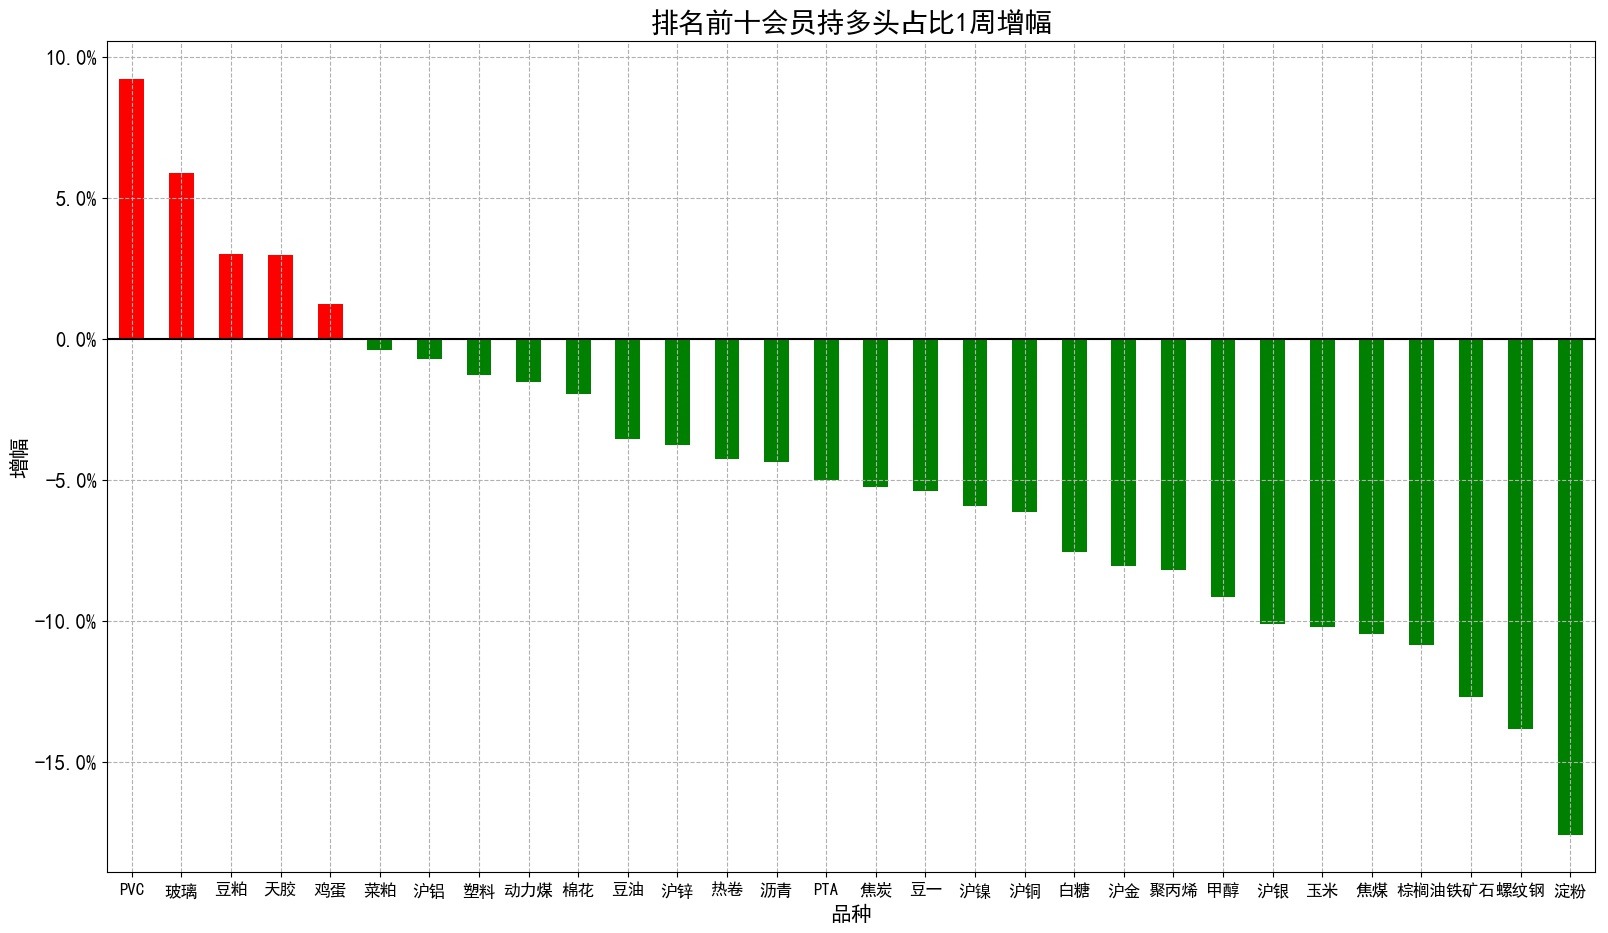 排名前十会员持多头占比1周增幅
10.0%
5.0%
0.0%
−5.0%
−10.0%
−15.0%
增幅
PVC 玻璃 豆粕 天胶 鸡蛋 菜粕 沪铝 塑料 动力煤 棉花 豆油 沪锌 热卷 沥青 PTA 焦炭 豆一 沪镍 沪铜 白糖 沪金 聚丙烯 甲醇 沪银 玉米 焦煤 棕榈油 铁矿石 螺纹钢 淀粉
品种